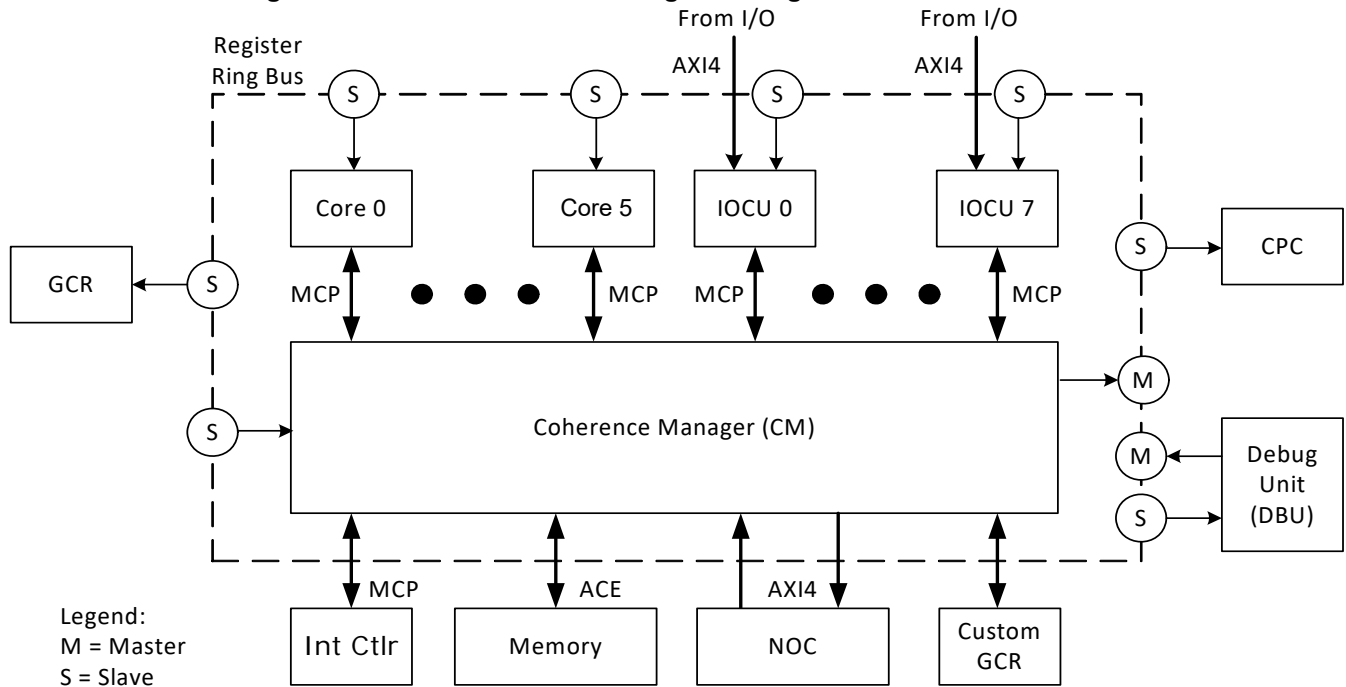 From I/O
From I/O
Register
Ring Bus
AXI4
AXI4
S
S
S
S
Core 0
Core 5
IOCU 0
IOCU 7
S
CPC
GCR
S
MCP
MCP
MCP
MCP
M
S
Coherence Manager (CM)
M
Debug
Unit
(DBU)
S
MCP
ACE
AXI4
Legend:
M = Master
S = Slave
Int Ctlr
Memory
NOC
Custom
GCR